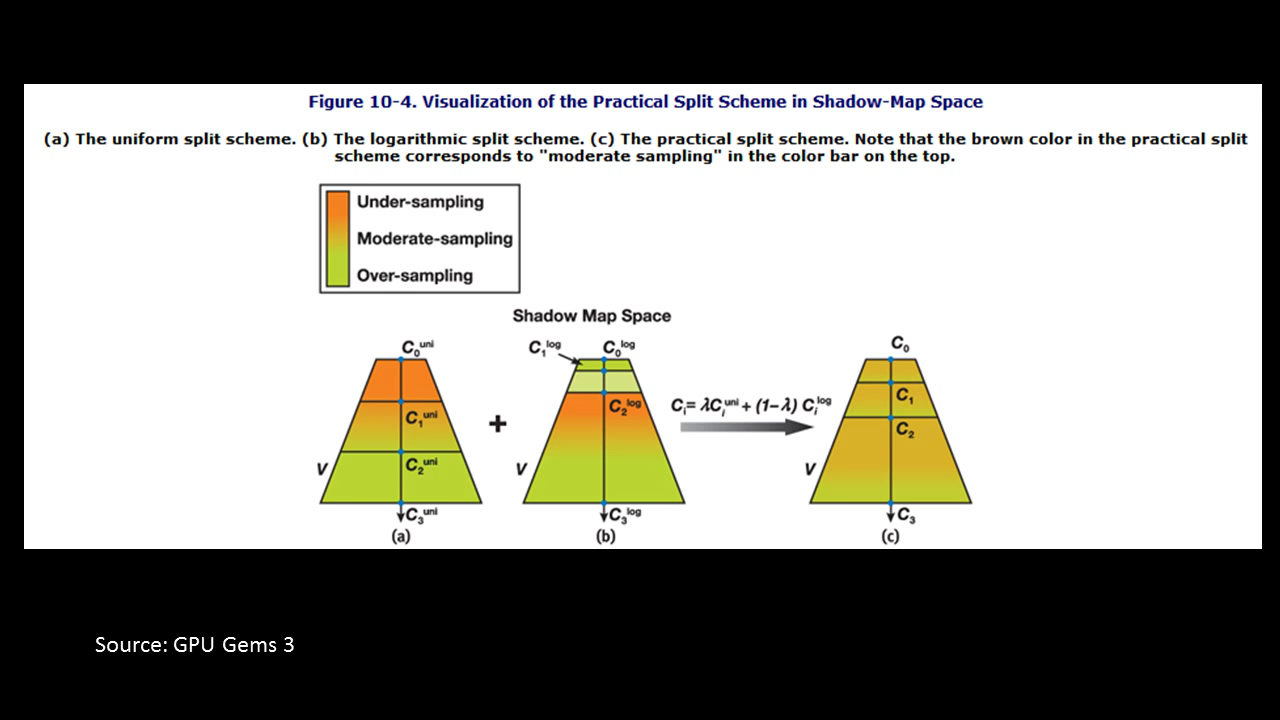 Figure 10-4. Visualization of the Practical Split Scheme in Shadow-Map Space
(a) The uniform split scheme. (b) The logarithmic split scheme. (c) The practical split scheme. Note that the brown color in the practical split
scheme corresponds to "moderate sampling" in the color bar on the top.
Under-sampling
Moderate-sampling
Over-sampling
Shadow Map Space
C₀ᵘⁿⁱ
C₁ᵘⁿⁱ
C₂ᵘⁿⁱ
V
C₃ᵘⁿⁱ
(a)
+
C₁ˡᵒᵍ
C₀ˡᵒᵍ
C₂ˡᵒᵍ
V
C₃ˡᵒᵍ
(b)
Cᵢ= λCᵢᵘⁿⁱ + (1-λ) Cᵢˡᵒᵍ
C₀
C₁
C₂
V
C₃
(c)
Source: GPU Gems 3